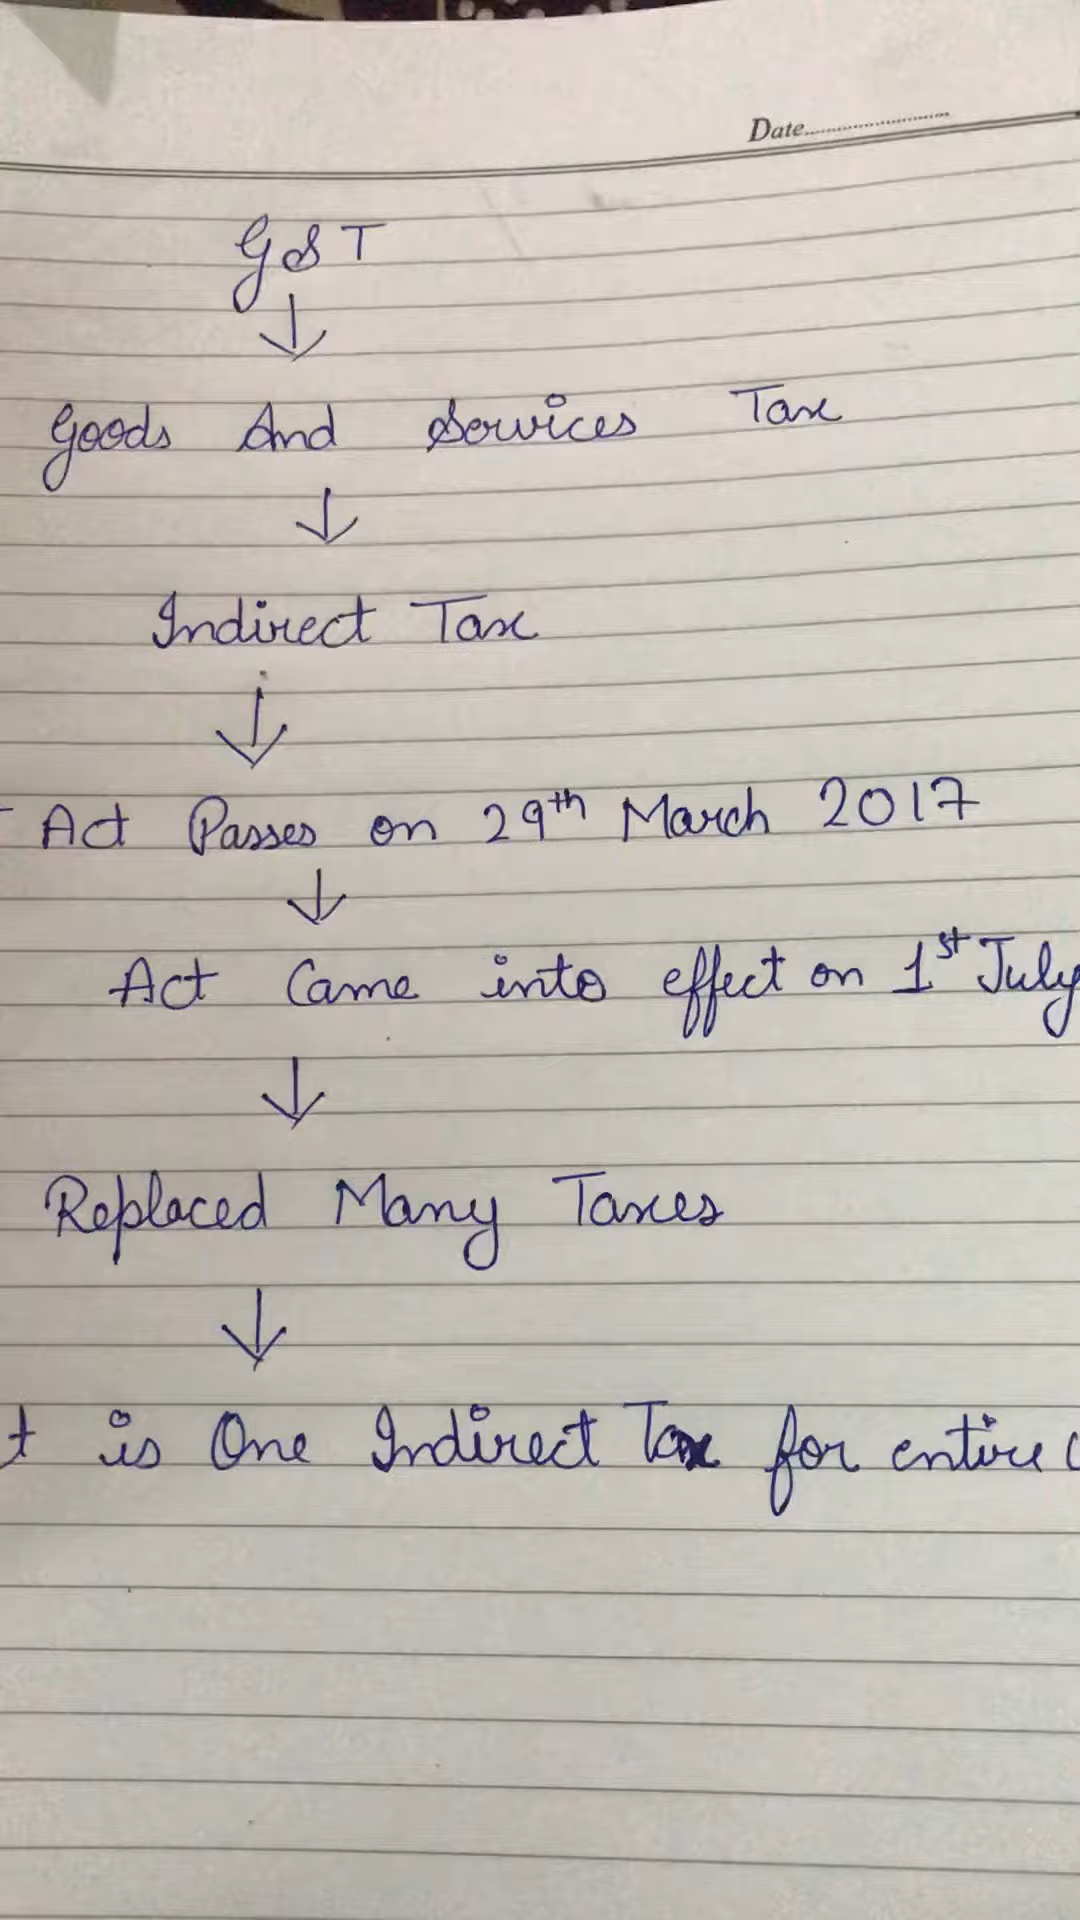 Date
GST
↓
Goods And Services Tax
↓
Indirect Tax
↓
Act Passes on 29th March 2017
↓
Act Came into effect on 1st July
↓
Replaced Many Taxes
↓
is One Indirect Tax for entire